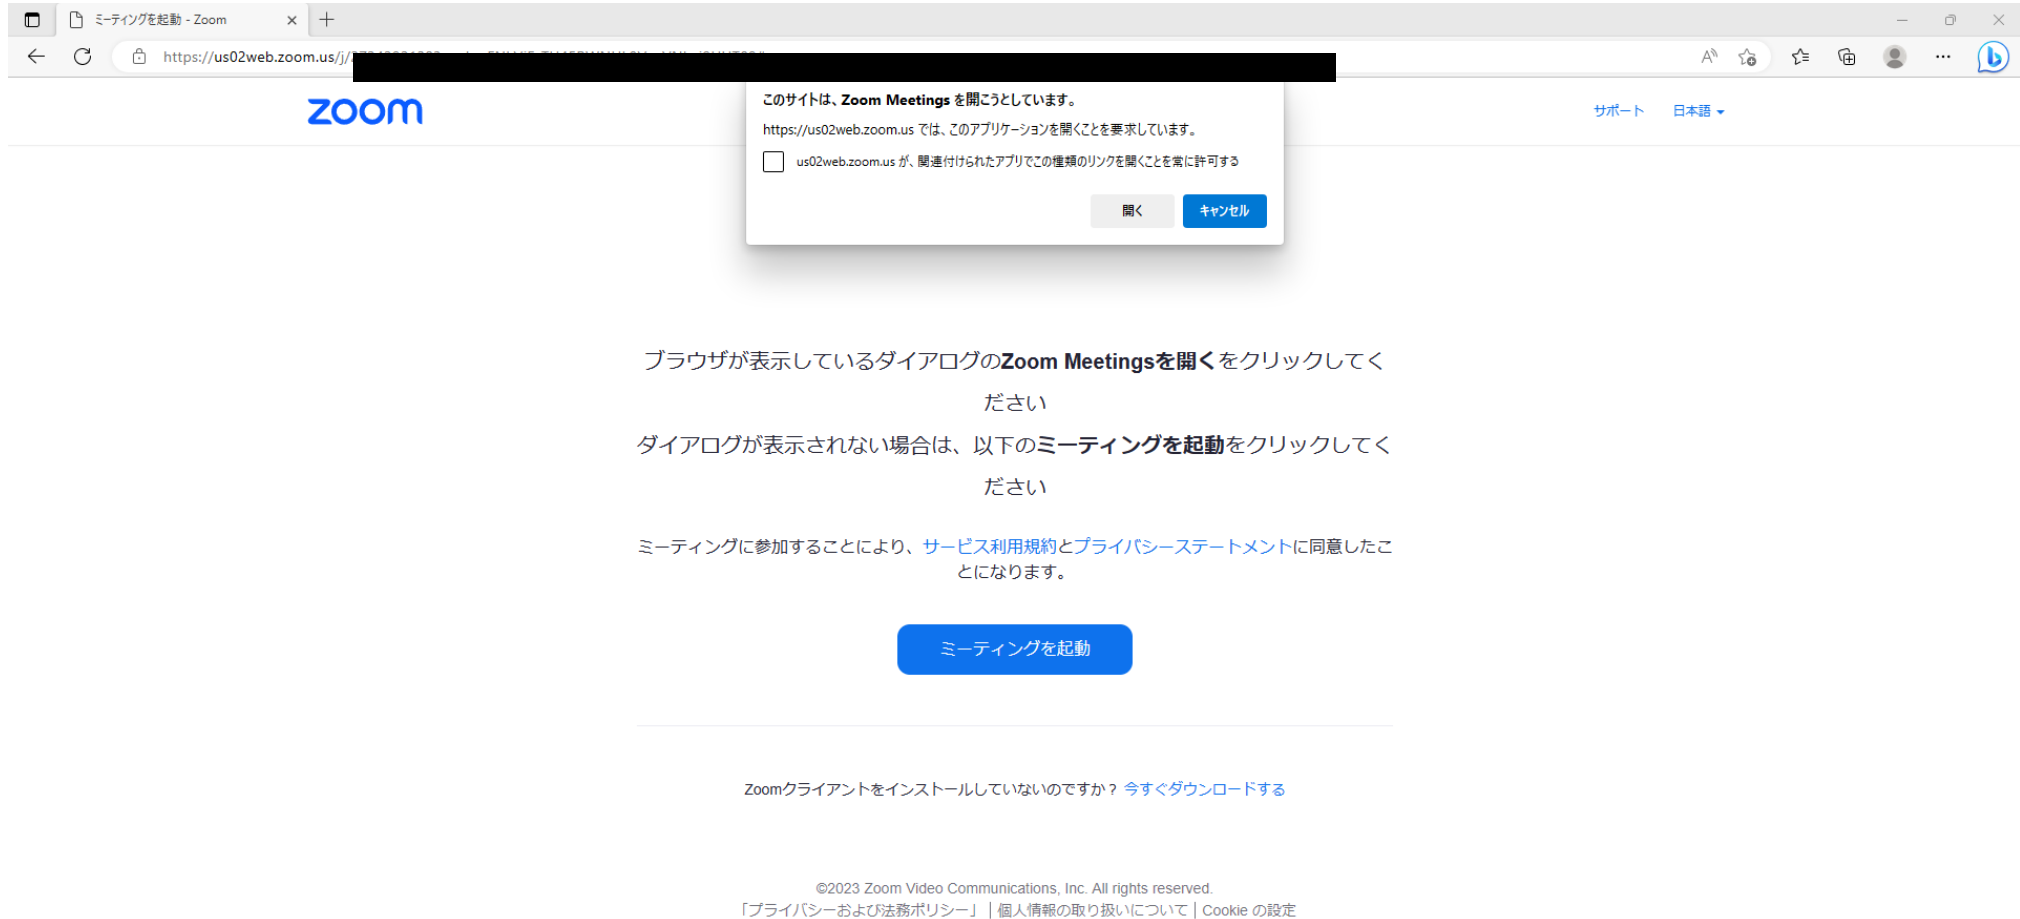 ミーティングを起動 - Zoom
https://us02web.zoom.us/j/
zoom
サポート 日本語
このサイトは、Zoom Meetings を開こうとしています。
https://us02web.zoom.us では、このアプリケーションを開くことを要求しています。
us02web.zoom.us が、関連付けられたアプリでこの種類のリンクを開くことを常に許可する
開く キャンセル
ブラウザが表示しているダイアログのZoom Meetingsを開くをクリックしてく
ださい
ダイアログが表示されない場合は、以下のミーティングを起動をクリックしてく
ださい
ミーティングに参加することにより、サービス利用規約とプライバシーステートメントに同意したこ
とになります。
ミーティングを起動
Zoomクライアントをインストールしていないのですか？ 今すぐダウンロードする
©2023 Zoom Video Communications, Inc. All rights reserved.
「プライバシーおよび法務ポリシー」 | 個人情報の取り扱いについて | Cookie の設定